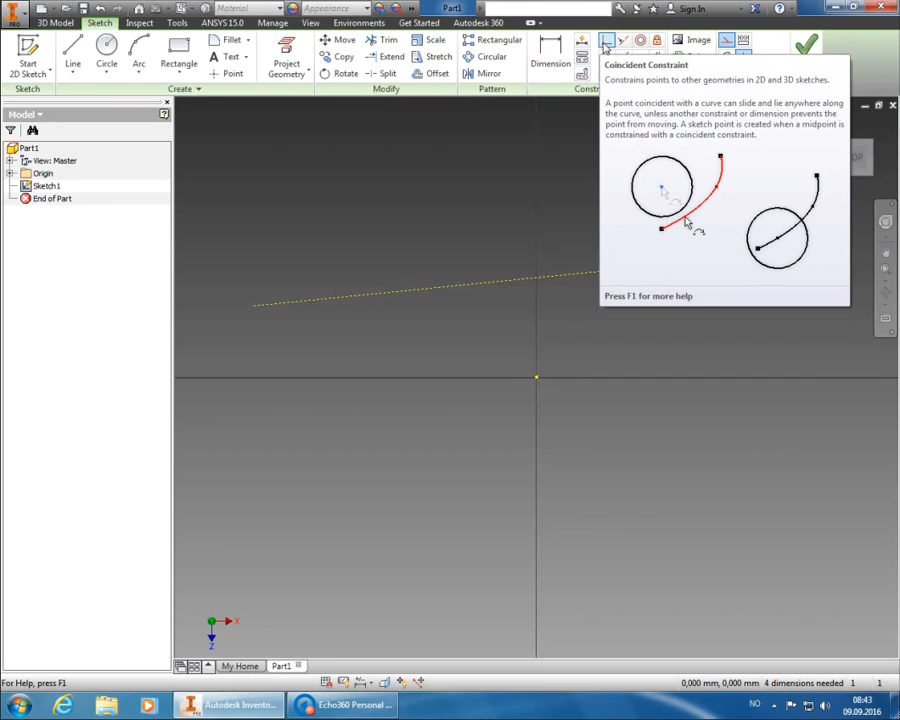 Material
Appearance
Part1
Sign In
PRO
3D Model
Sketch
Inspect
Tools
ANSYS 15.0
Manage
View
Environments
Get Started
Autodesk 360
Start
2D Sketch
Line
Circle
Arc
Rectangle
Fillet
Text
Point
Project
Geometry
Move
Copy
Rotate
Trim
Extend
Split
Scale
Stretch
Offset
Rectangular
Circular
Mirror
Dimension
Image
Sketch
Create
Modify
Pattern
Constr
Coincident Constraint
Constrains points to other geometries in 2D and 3D sketches.
A point coincident with a curve can slide and lie anywhere along
the curve, unless another constraint or dimension prevents the
point from moving. A sketch point is created when a midpoint is
constrained with a coincident constraint.
Press F1 for more help
Model
Part1
View: Master
Origin
Sketch1
End of Part
OP
X
Z
My Home
Part1
For Help, press F1
0,000 mm, 0,000 mm
4 dimensions needed
1
1
Autodesk Invento...
Echo360 Personal ...
NO
08:43
09.09.2016